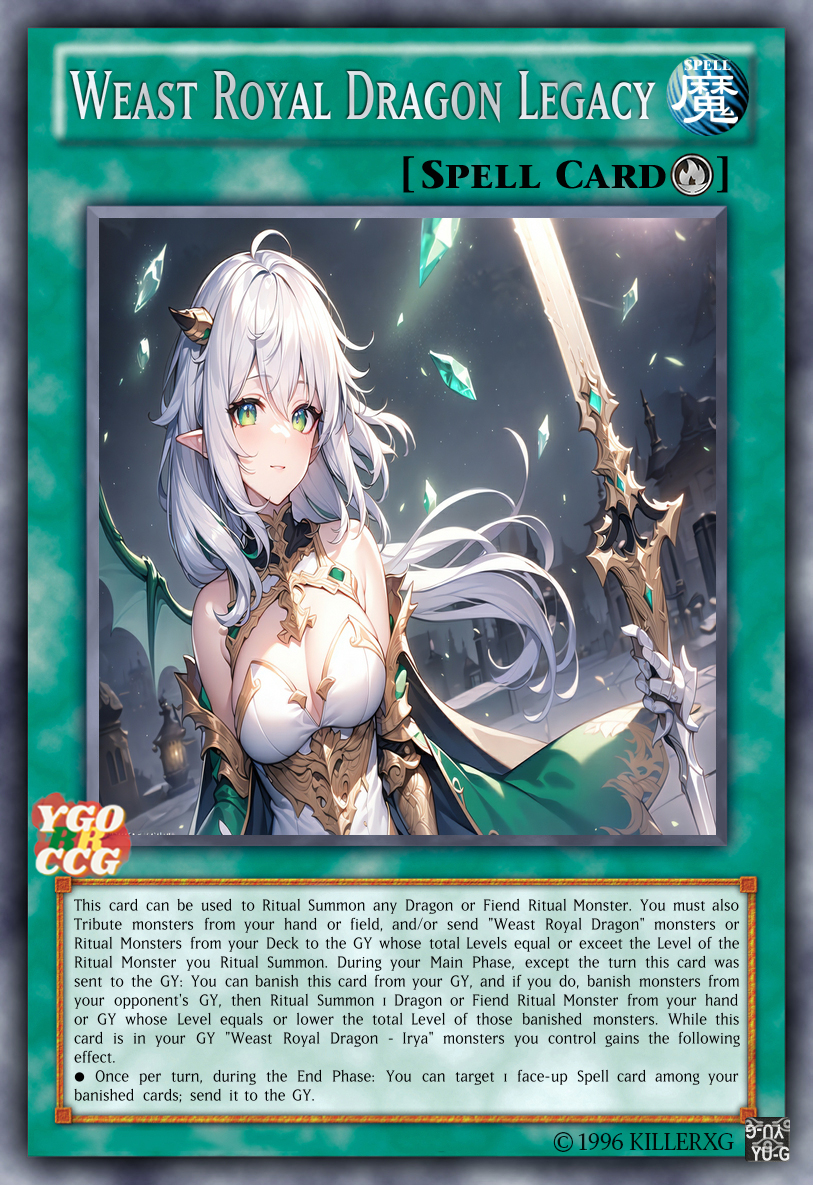 WEAST ROYAL DRAGON LEGACY
SPELL
魔
[SPELL CARD]
YGO
CCG
This card can be used to Ritual Summon any Dragon or Fiend Ritual Monster. You must also
Tribute monsters from your hand or field, and/or send "Weast Royal Dragon" monsters or
Ritual Monsters from your Deck to the GY whose total Levels equal or exceet the Level of the
Ritual Monster you Ritual Summon. During your Main Phase, except the turn this card was
sent to the GY: You can banish this card from your GY, and if you do, banish monsters from
your opponent's GY, then Ritual Summon 1 Dragon or Fiend Ritual Monster from your hand
or GY whose Level equals or lower the total Level of those banished monsters. While this
card is in your GY "Weast Royal Dragon - Irya" monsters you control gains the following
effect.
● Once per turn, during the End Phase: You can target 1 face-up Spell card among your
banished cards; send it to the GY.
© 1996 KILLERXG
YU-G